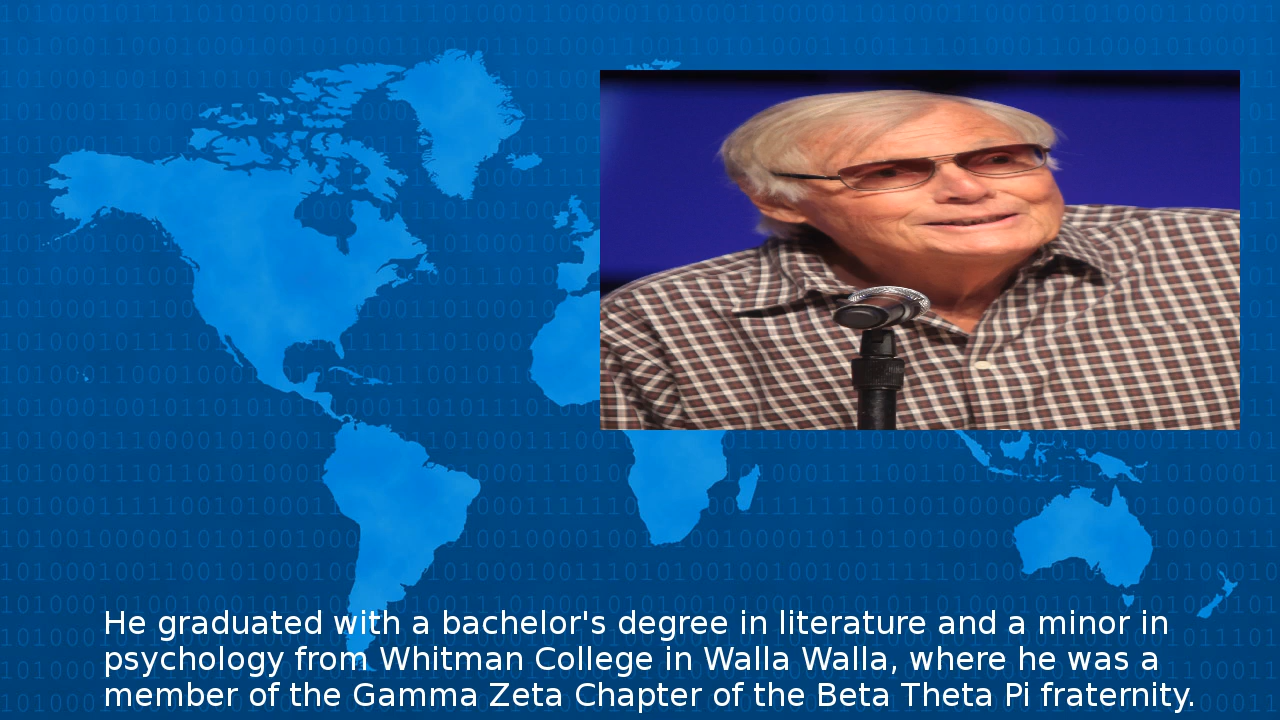 He graduated with a bachelor's degree in literature and a minor in
psychology from Whitman College in Walla Walla, where he was a
member of the Gamma Zeta Chapter of the Beta Theta Pi fraternity.